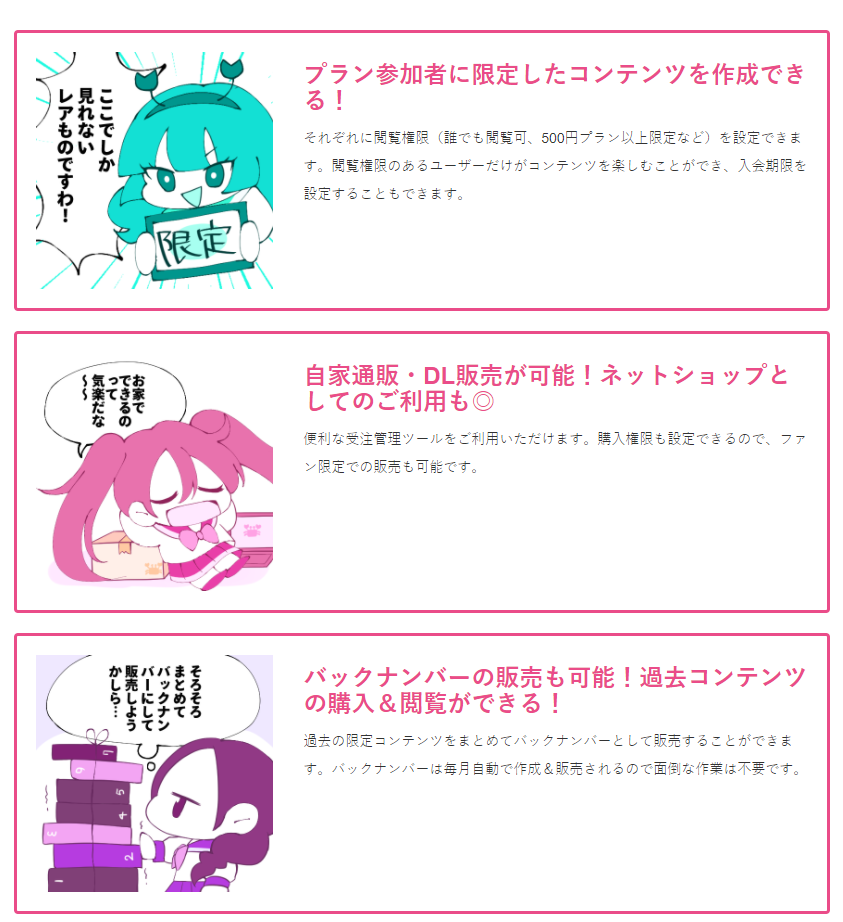 ここでしか
見れない
レアものですわ！
限定
プラン参加者に限定したコンテンツを作成でき
る！
それぞれに閲覧権限（誰でも閲覧可、500円プラン以上限定など）を設定できま
す。閲覧権限のあるユーザーだけがコンテンツを楽しむことができ、入会期限を
設定することもできます。
お家で
できるの
って
気楽だな
〜〜
自家通販・DL販売が可能！ネットショップと
してのご利用も◎
便利な受注管理ツールをご利用いただけます。購入権限も設定できるので、ファ
ン限定での販売も可能です。
そろそろ
まとめて
バックナン
バーにして
販売しよう
かしら…
9
6
5
4
3
2
1
バックナンバーの販売も可能！過去コンテンツ
の購入＆閲覧ができる！
過去の限定コンテンツをまとめてバックナンバーとして販売することができま
す。バックナンバーは毎月自動で作成＆販売されるので面倒な作業は不要です。